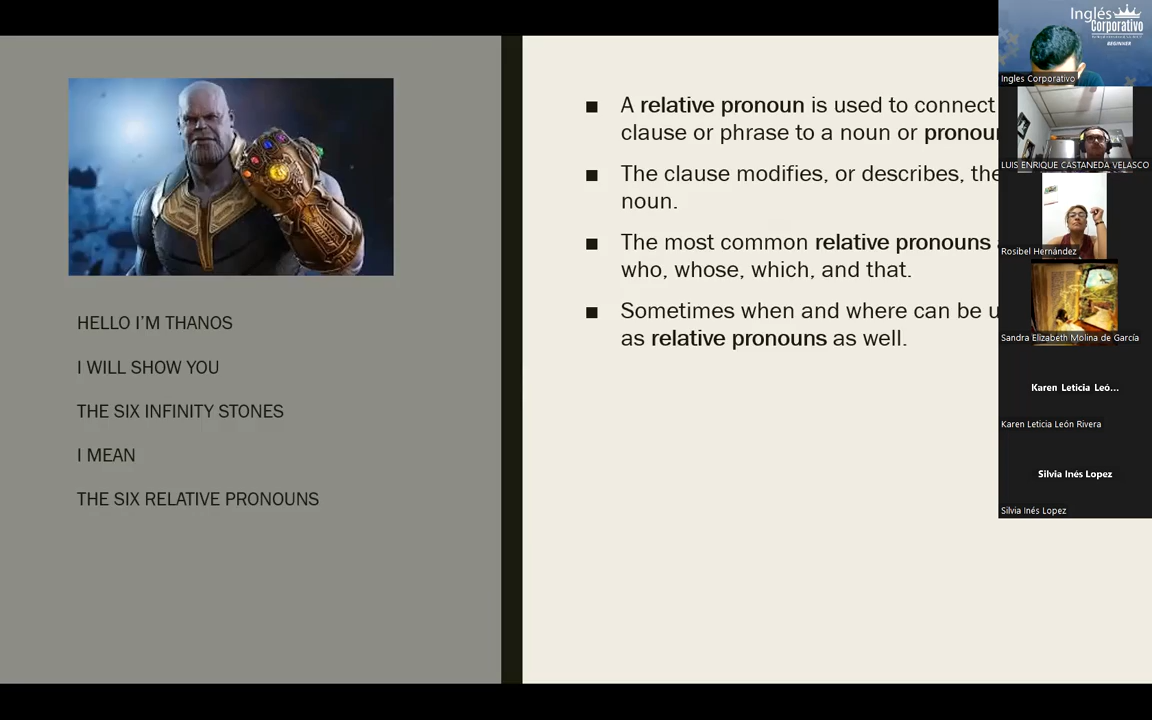 HELLO I'M THANOS
I WILL SHOW YOU
THE SIX INFINITY STONES
I MEAN
THE SIX RELATIVE PRONOUNS
■ A relative pronoun is used to connect
clause or phrase to a noun or
■ The clause modifies, or describes, the
noun.
■ The most common relative pronouns
who, whose, which, and that.
■ Sometimes when and where can be
as relative pronouns as well.
Inglés
Corporativo
BEGINNER
Ingles Corporativo
LUIS ENRIQUE CASTANEDA VELASCO
Rosibel Hernández
Sandra Elizabeth Molina de García
Karen Leticia Leó...
Karen Leticia León Rivera
Silvia Inés Lopez
Silvia Inés Lopez